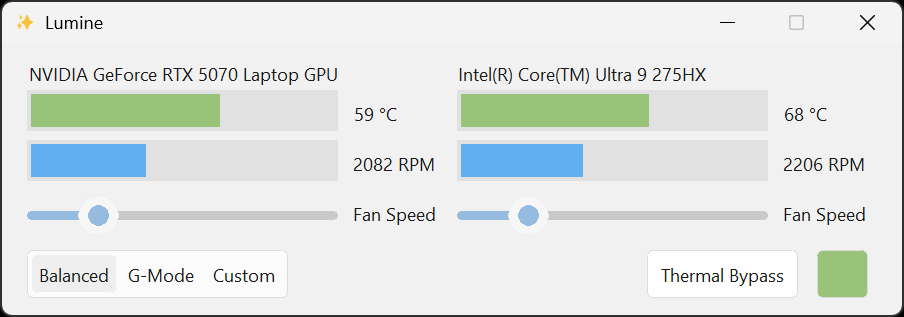 ✨ Lumine
NVIDIA GeForce RTX 5070 Laptop GPU
59 °C
2082 RPM
Fan Speed
Intel(R) Core(TM) Ultra 9 275HX
68 °C
2206 RPM
Fan Speed
Balanced G-Mode Custom
Thermal Bypass